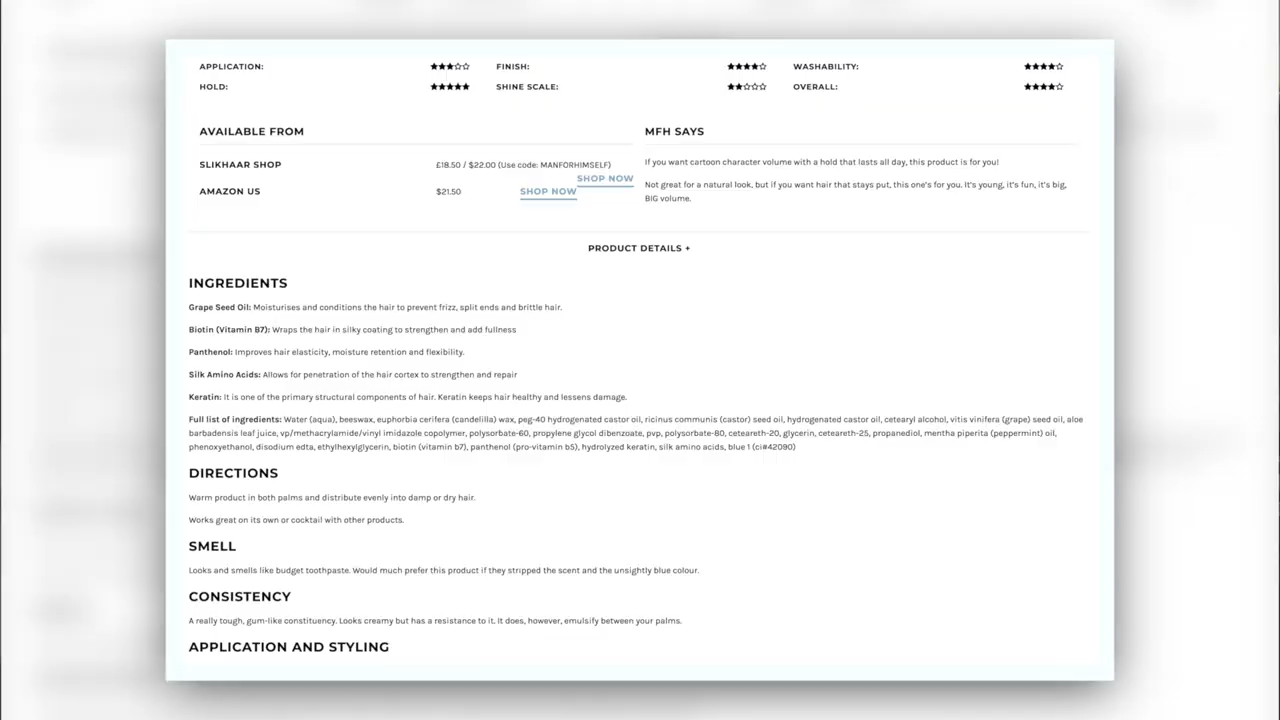 APPLICATION: ★★★☆☆ FINISH: ★★★★☆ WASHABILITY: ★★★★☆
HOLD: ★★★★★ SHINE SCALE: ★★☆☆☆ OVERALL: ★★★★☆
AVAILABLE FROM
SLIKHAAR SHOP £18.50 / $22.00 (Use code: MANFORHIMSELF)
SHOP NOW
AMAZON US $21.50 SHOP NOW
MFH SAYS
If you want cartoon character volume with a hold that lasts all day, this product is for you!
Not great for a natural look, but if you want hair that stays put, this one's for you. It's young, it's fun, it's big,
BIG volume.
PRODUCT DETAILS +
INGREDIENTS
Grape Seed Oil: Moisturises and conditions the hair to prevent frizz, split ends and brittle hair.
Biotin (Vitamin B7): Wraps the hair in silky coating to strengthen and add fullness
Panthenol: Improves hair elasticity, moisture retention and flexibility.
Silk Amino Acids: Allows for penetration of the hair cortex to strengthen and repair
Keratin: It is one of the primary structural components of hair. Keratin keeps hair healthy and lessens damage.
Full list of ingredients: Water (aqua), beeswax, euphorbia cerifera (candelilla) wax, peg-40 hydrogenated castor oil, ricinus communis (castor) seed oil, hydrogenated castor oil, cetearyl alcohol, vitis vinifera (grape) seed oil, aloe
barbadensis leaf juice, vp/methacrylamide/vinyl imidazole copolymer, polysorbate-60, propylene glycol dibenzoate, pvp, polysorbate-80, ceteareth-20, glycerin, ceteareth-25, propanediol, mentha piperita (peppermint) oil,
phenoxyethanol, disodium edta, ethylhexylglycerin, biotin (vitamin b7), panthenol (pro-vitamin b5), hydrolyzed keratin, silk amino acids, blue 1 (ci#42090)
DIRECTIONS
Warm product in both palms and distribute evenly into damp or dry hair.
Works great on its own or cocktail with other products.
SMELL
Looks and smells like budget toothpaste. Would much prefer this product if they stripped the scent and the unsightly blue colour.
CONSISTENCY
A really tough, gum-like constituency. Looks creamy but has a resistance to it. It does, however, emulsify between your palms.
APPLICATION AND STYLING